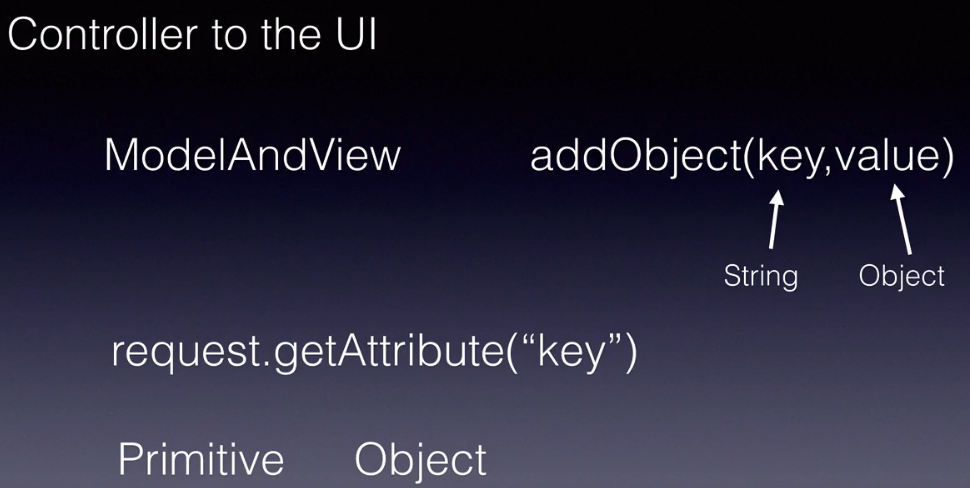 Controller to the UI
ModelAndView addObject(key,value)
String Object
request.getAttribute(“key”)
Primitive Object